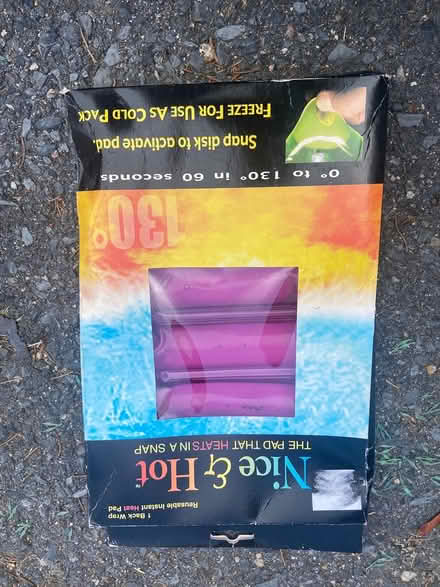 1 Back Wrap
Reusable Instant Heat Pad
Nice & Hot™
THE PAD THAT HEATS IN A SNAP
130°
0° to 130° in 60 seconds
Snap disk to activate pad.
FREEZE FOR USE AS COLD PACK